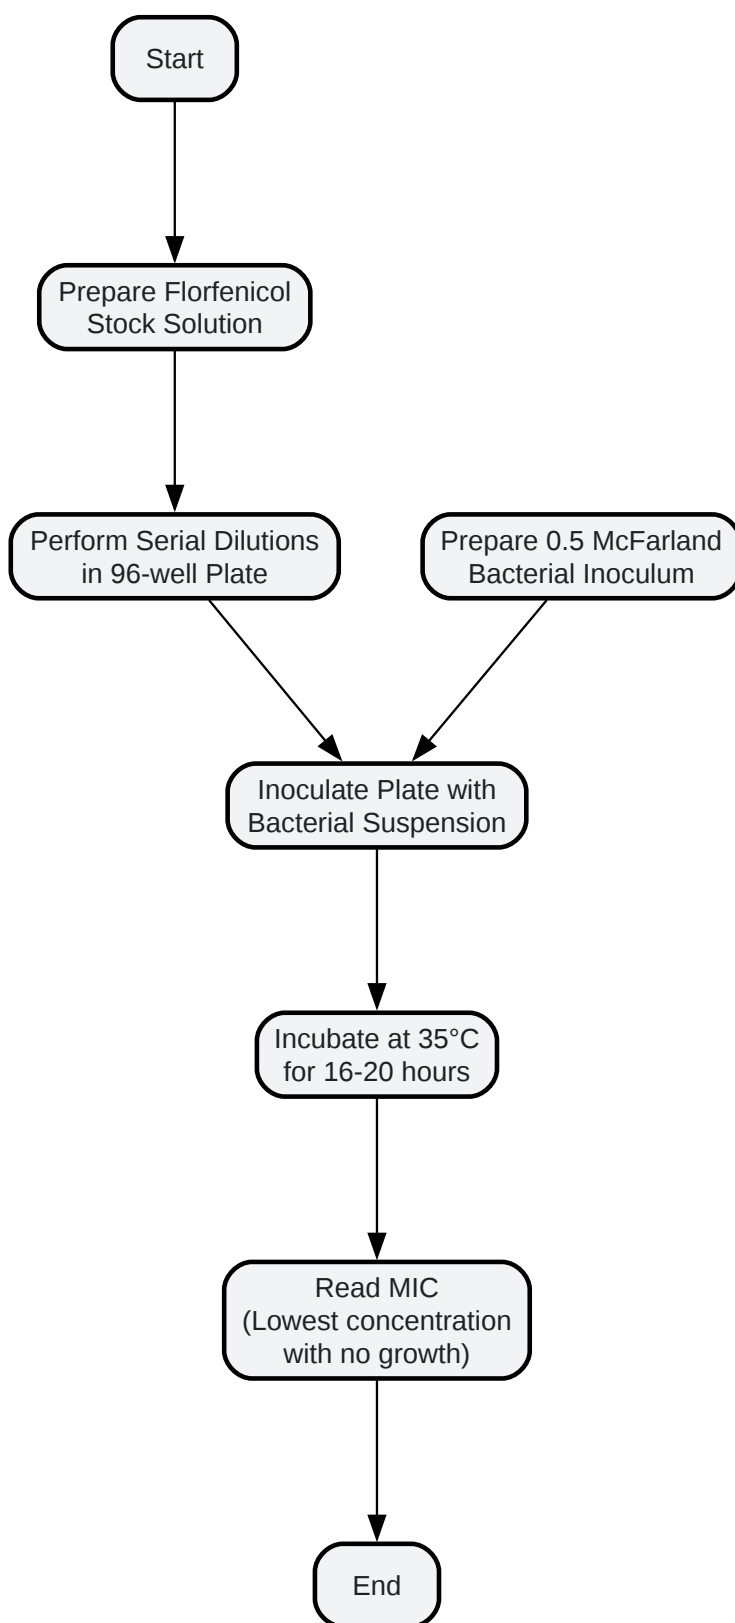 Start
Prepare Florfenicol
Stock Solution
Perform Serial Dilutions
in 96-well Plate
Prepare 0.5 McFarland
Bacterial Inoculum
Inoculate Plate with
Bacterial Suspension
Incubate at 35°C
for 16-20 hours
Read MIC
(Lowest concentration
with no growth)
End